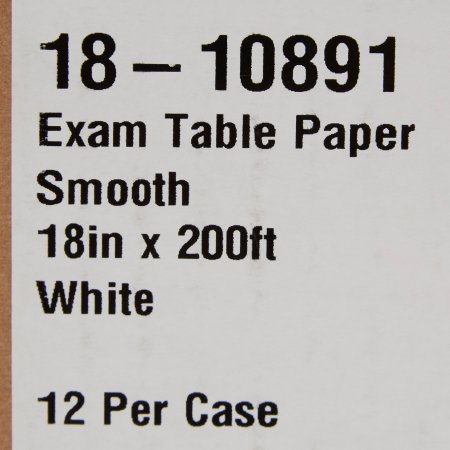 18 – 10891
Exam Table Paper
Smooth
18in x 200ft
White
12 Per Case